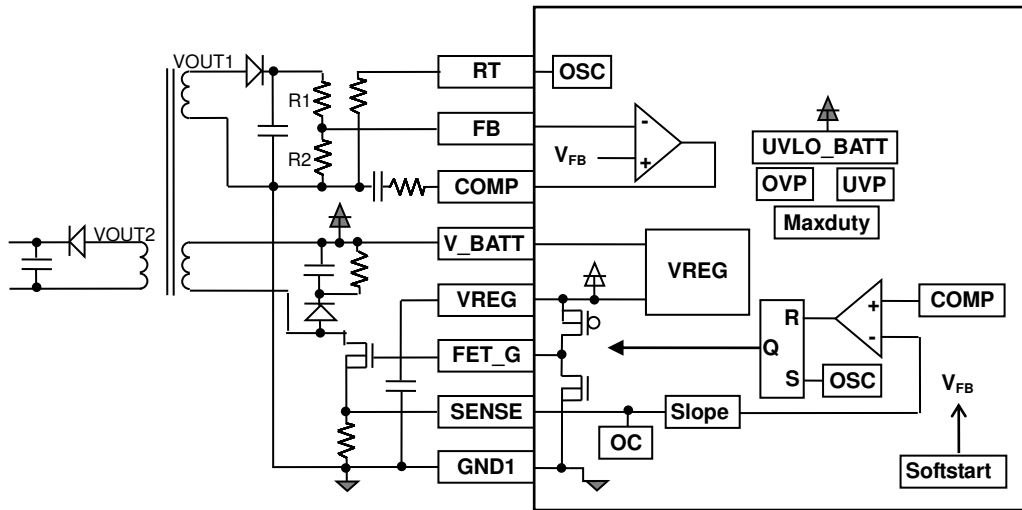 VOUT1
R1
R2
VOUT2
RT
FB
COMP
V_BATT
VREG
FET_G
SENSE
GND1
OSC
-
+
VFB
UVLO_BATT
OVP
UVP
Maxduty
VREG
COMP
+
-
R
Q
S
OSC
Slope
OC
VFB
Softstart